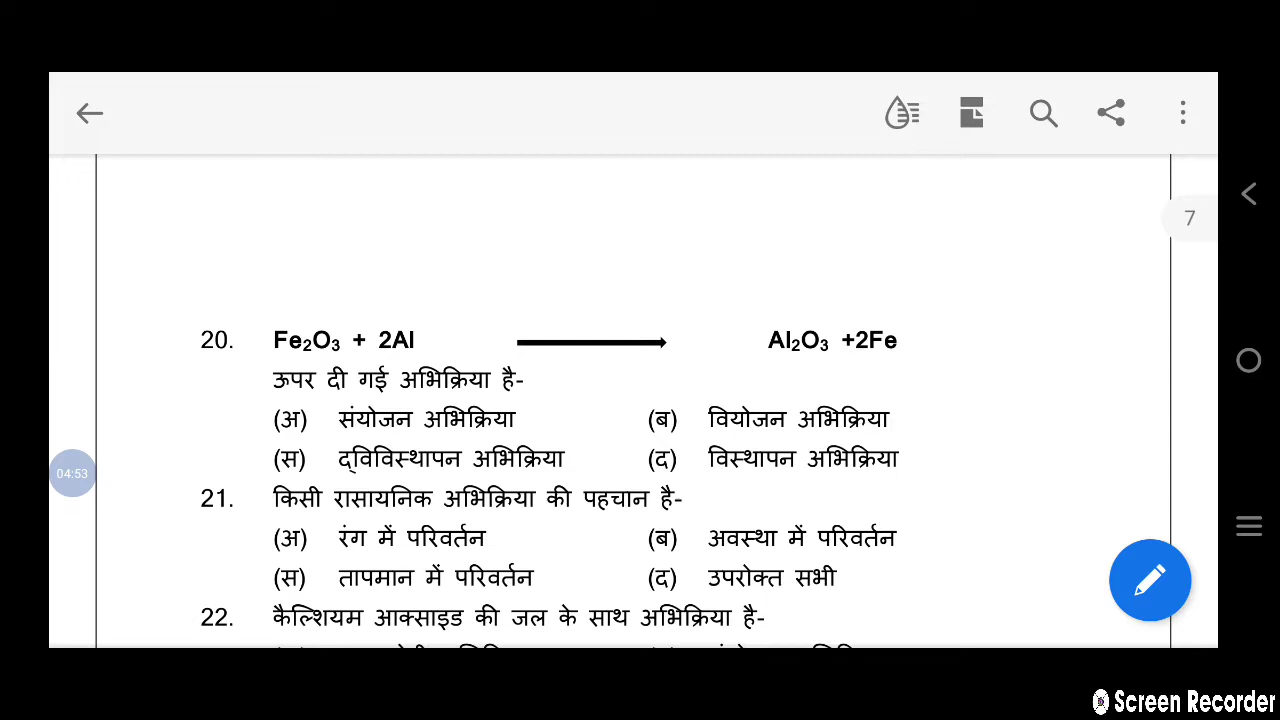 7
20. Fe₂O₃ + 2Al ⟶ Al₂O₃ +2Fe
ऊपर दी गई अभिक्रिया है-
(अ) संयोजन अभिक्रिया (ब) वियोजन अभिक्रिया
(स) द्विविस्थापन अभिक्रिया (द) विस्थापन अभिक्रिया
04:53
21. किसी रासायनिक अभिक्रिया की पहचान है-
(अ) रंग में परिवर्तन (ब) अवस्था में परिवर्तन
(स) तापमान में परिवर्तन (द) उपरोक्त सभी
22. कैल्शियम आक्साइड की जल के साथ अभिक्रिया है-
Screen Recorder